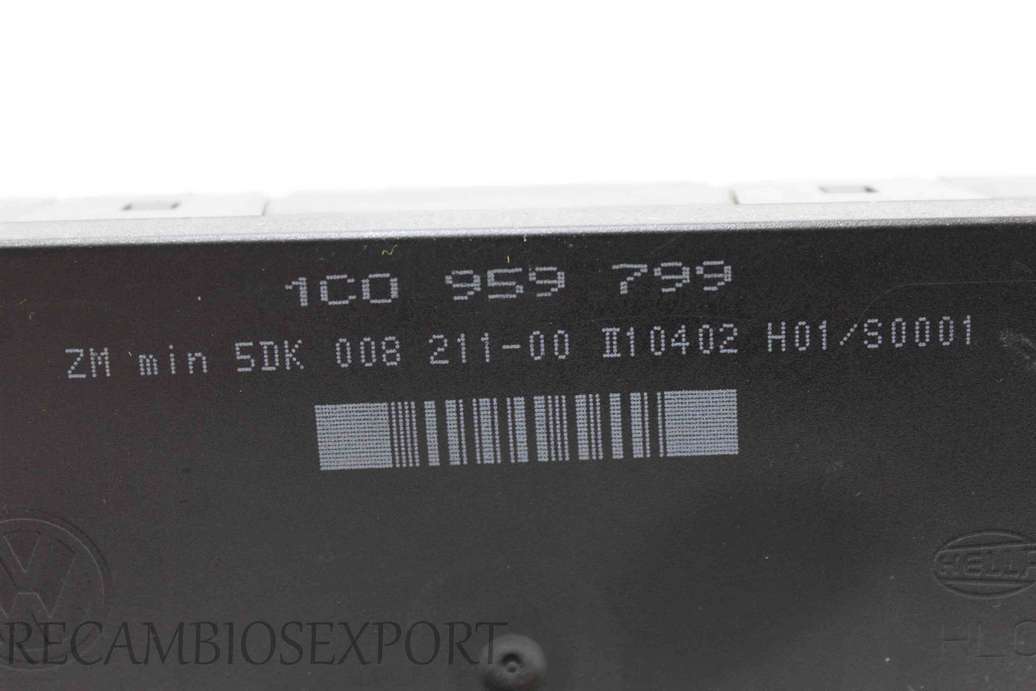 1C0 959 799
ZM min 5DK 008 211-00 II10402 H01/S0001
HELLA
RECAMBIOSEXPORT